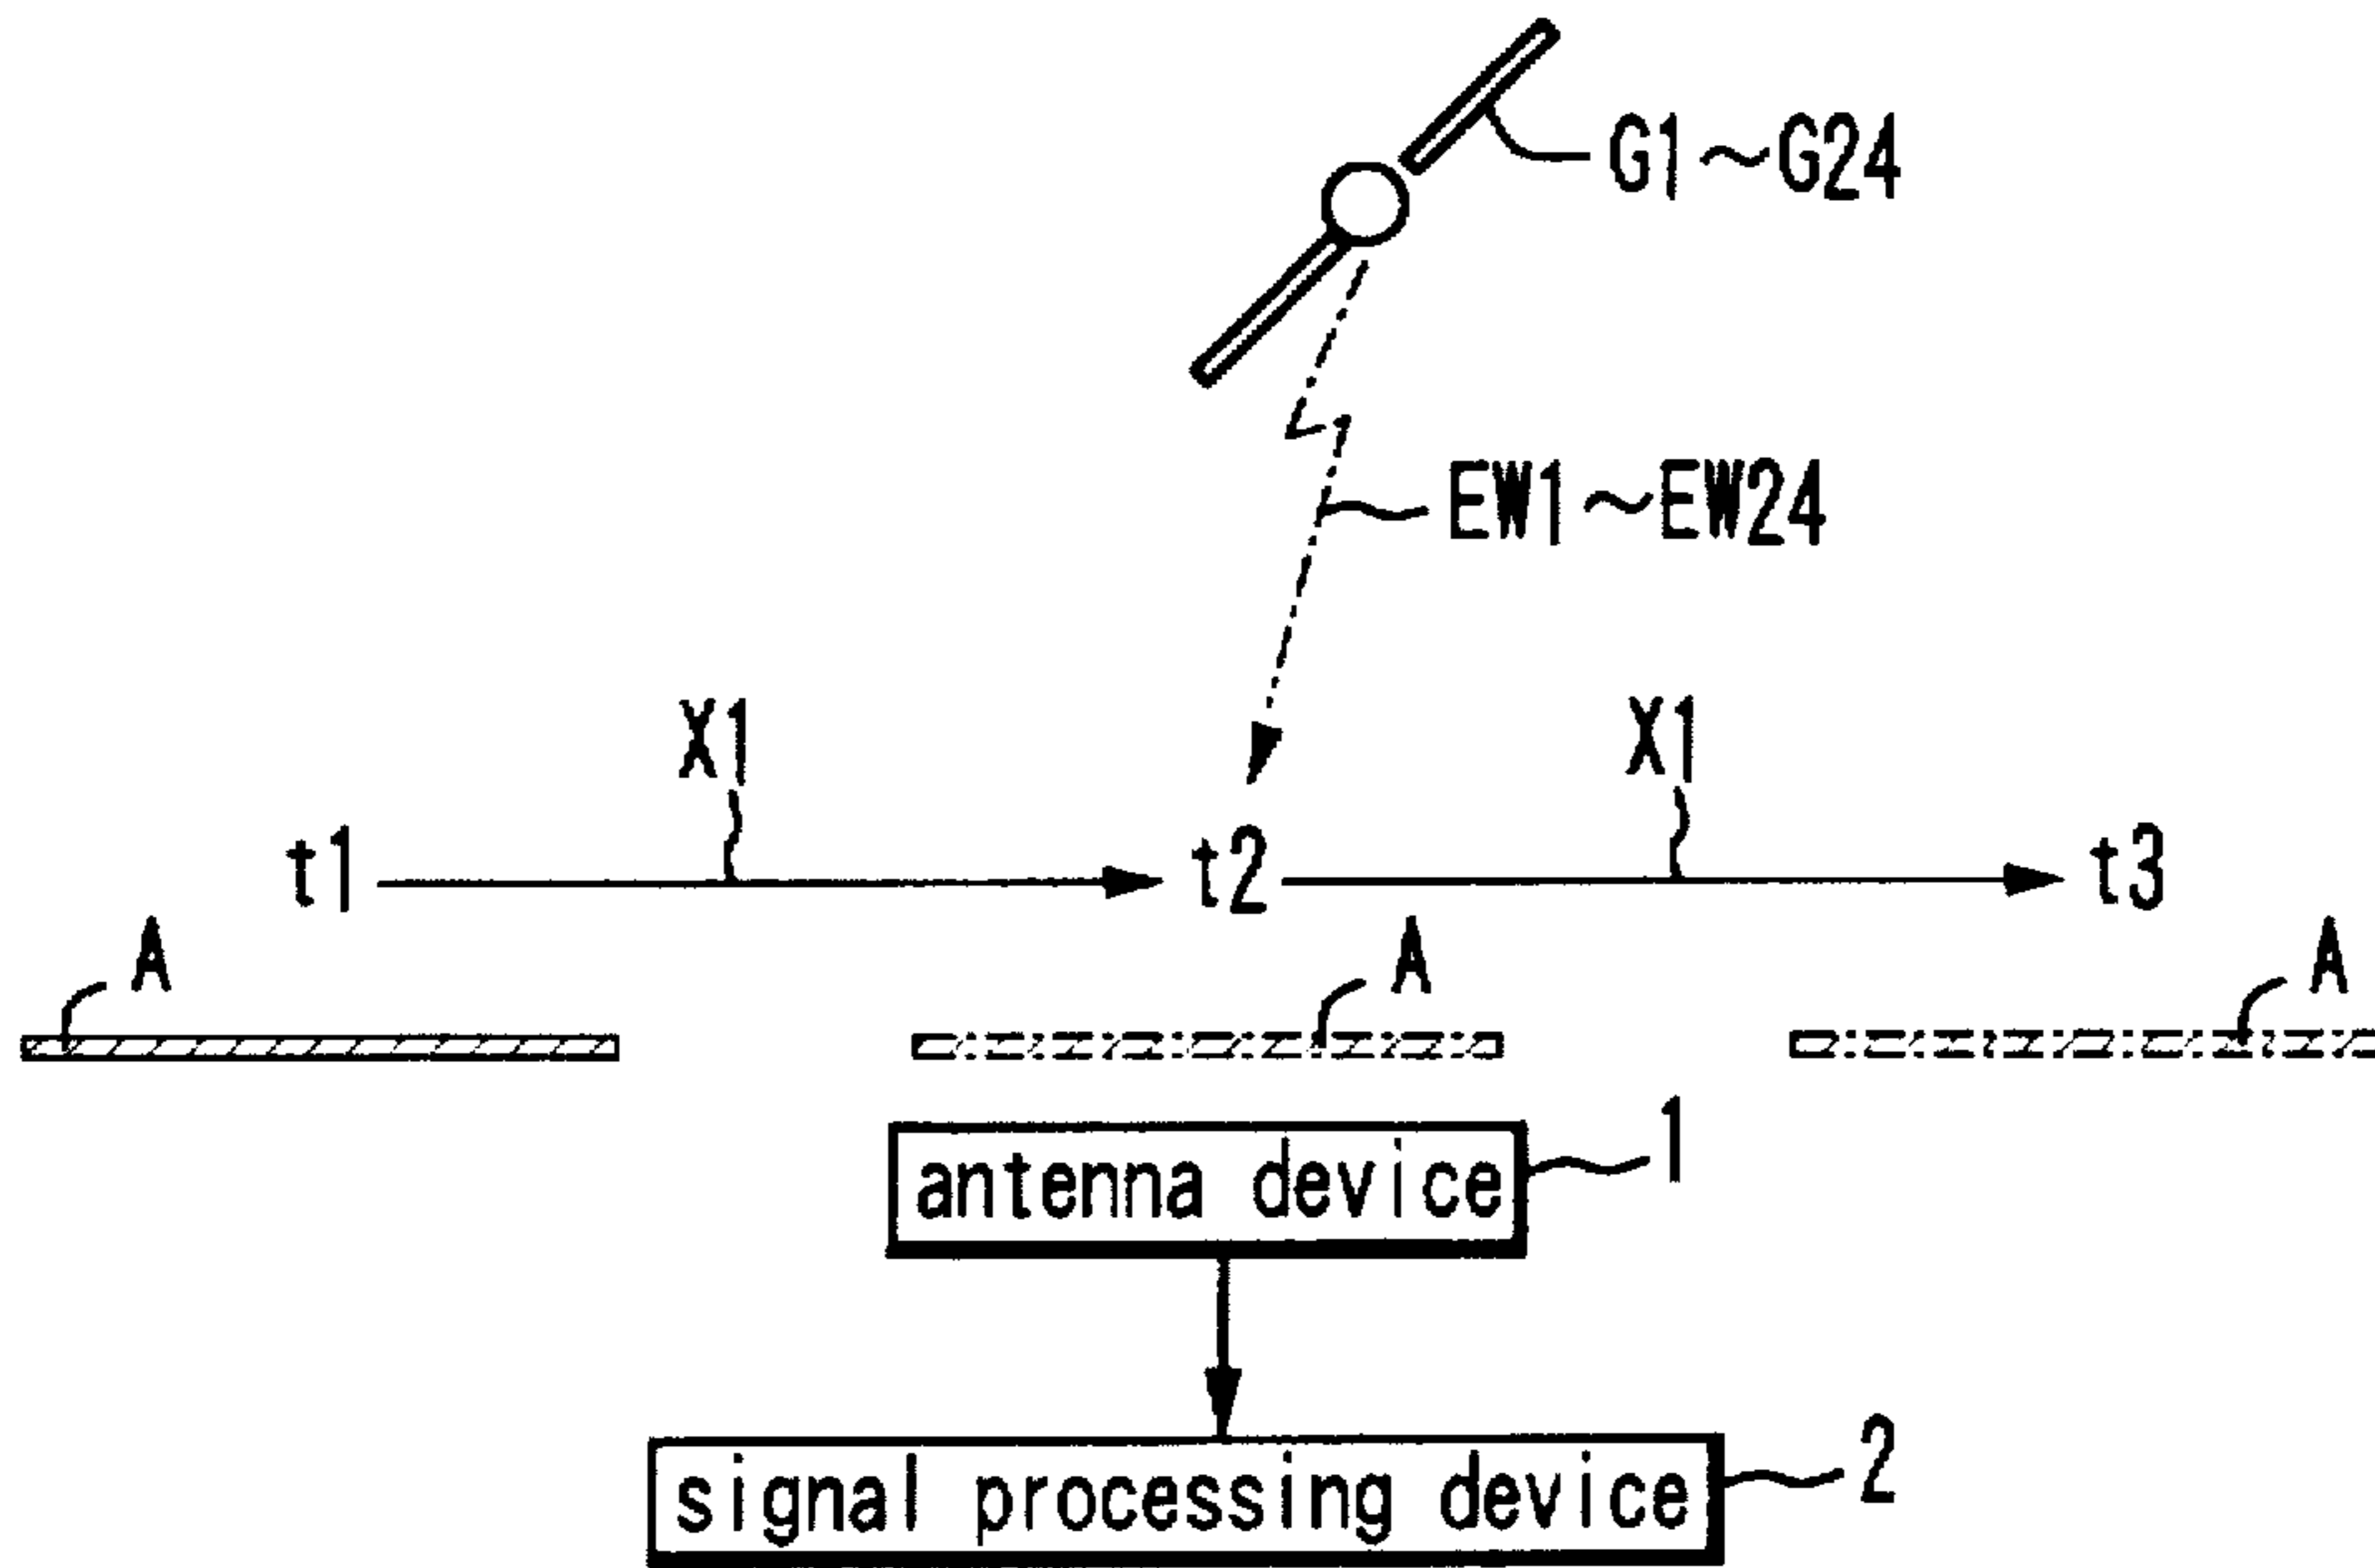 G1～G24
EW1～EW24
X1 X1
t1 t2 t3
A A A
antenna device 1
signal processing device 2